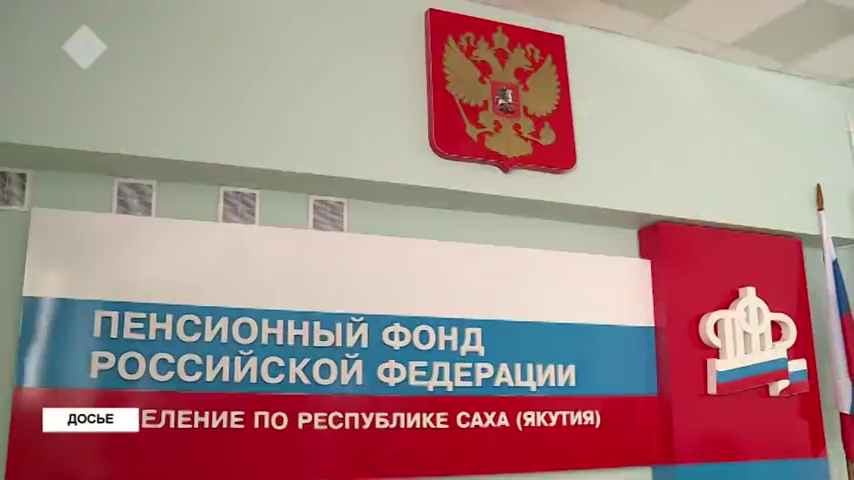 ПЕНСИОННЫЙ ФОНД
РОССИЙСКОЙ ФЕДЕРАЦИИ
ЕЛЕНИЕ ПО РЕСПУБЛИКЕ САХА (ЯКУТИЯ)
ДОСЬЕ